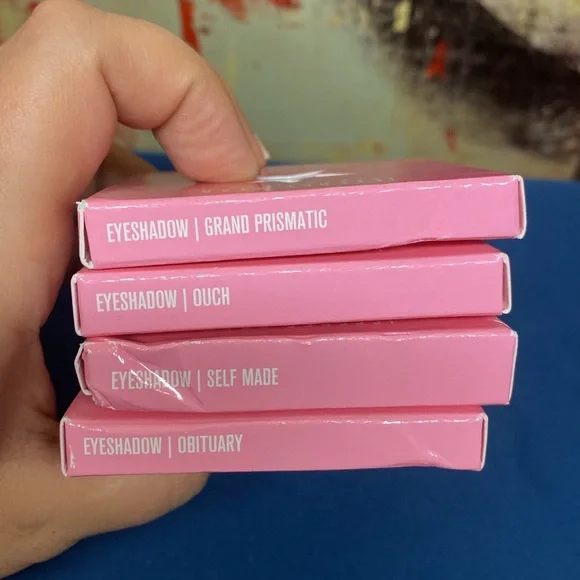 EYESHADOW | GRAND PRISMATIC
EYESHADOW | OUCH
EYESHADOW | SELF MADE
EYESHADOW | OBITUARY